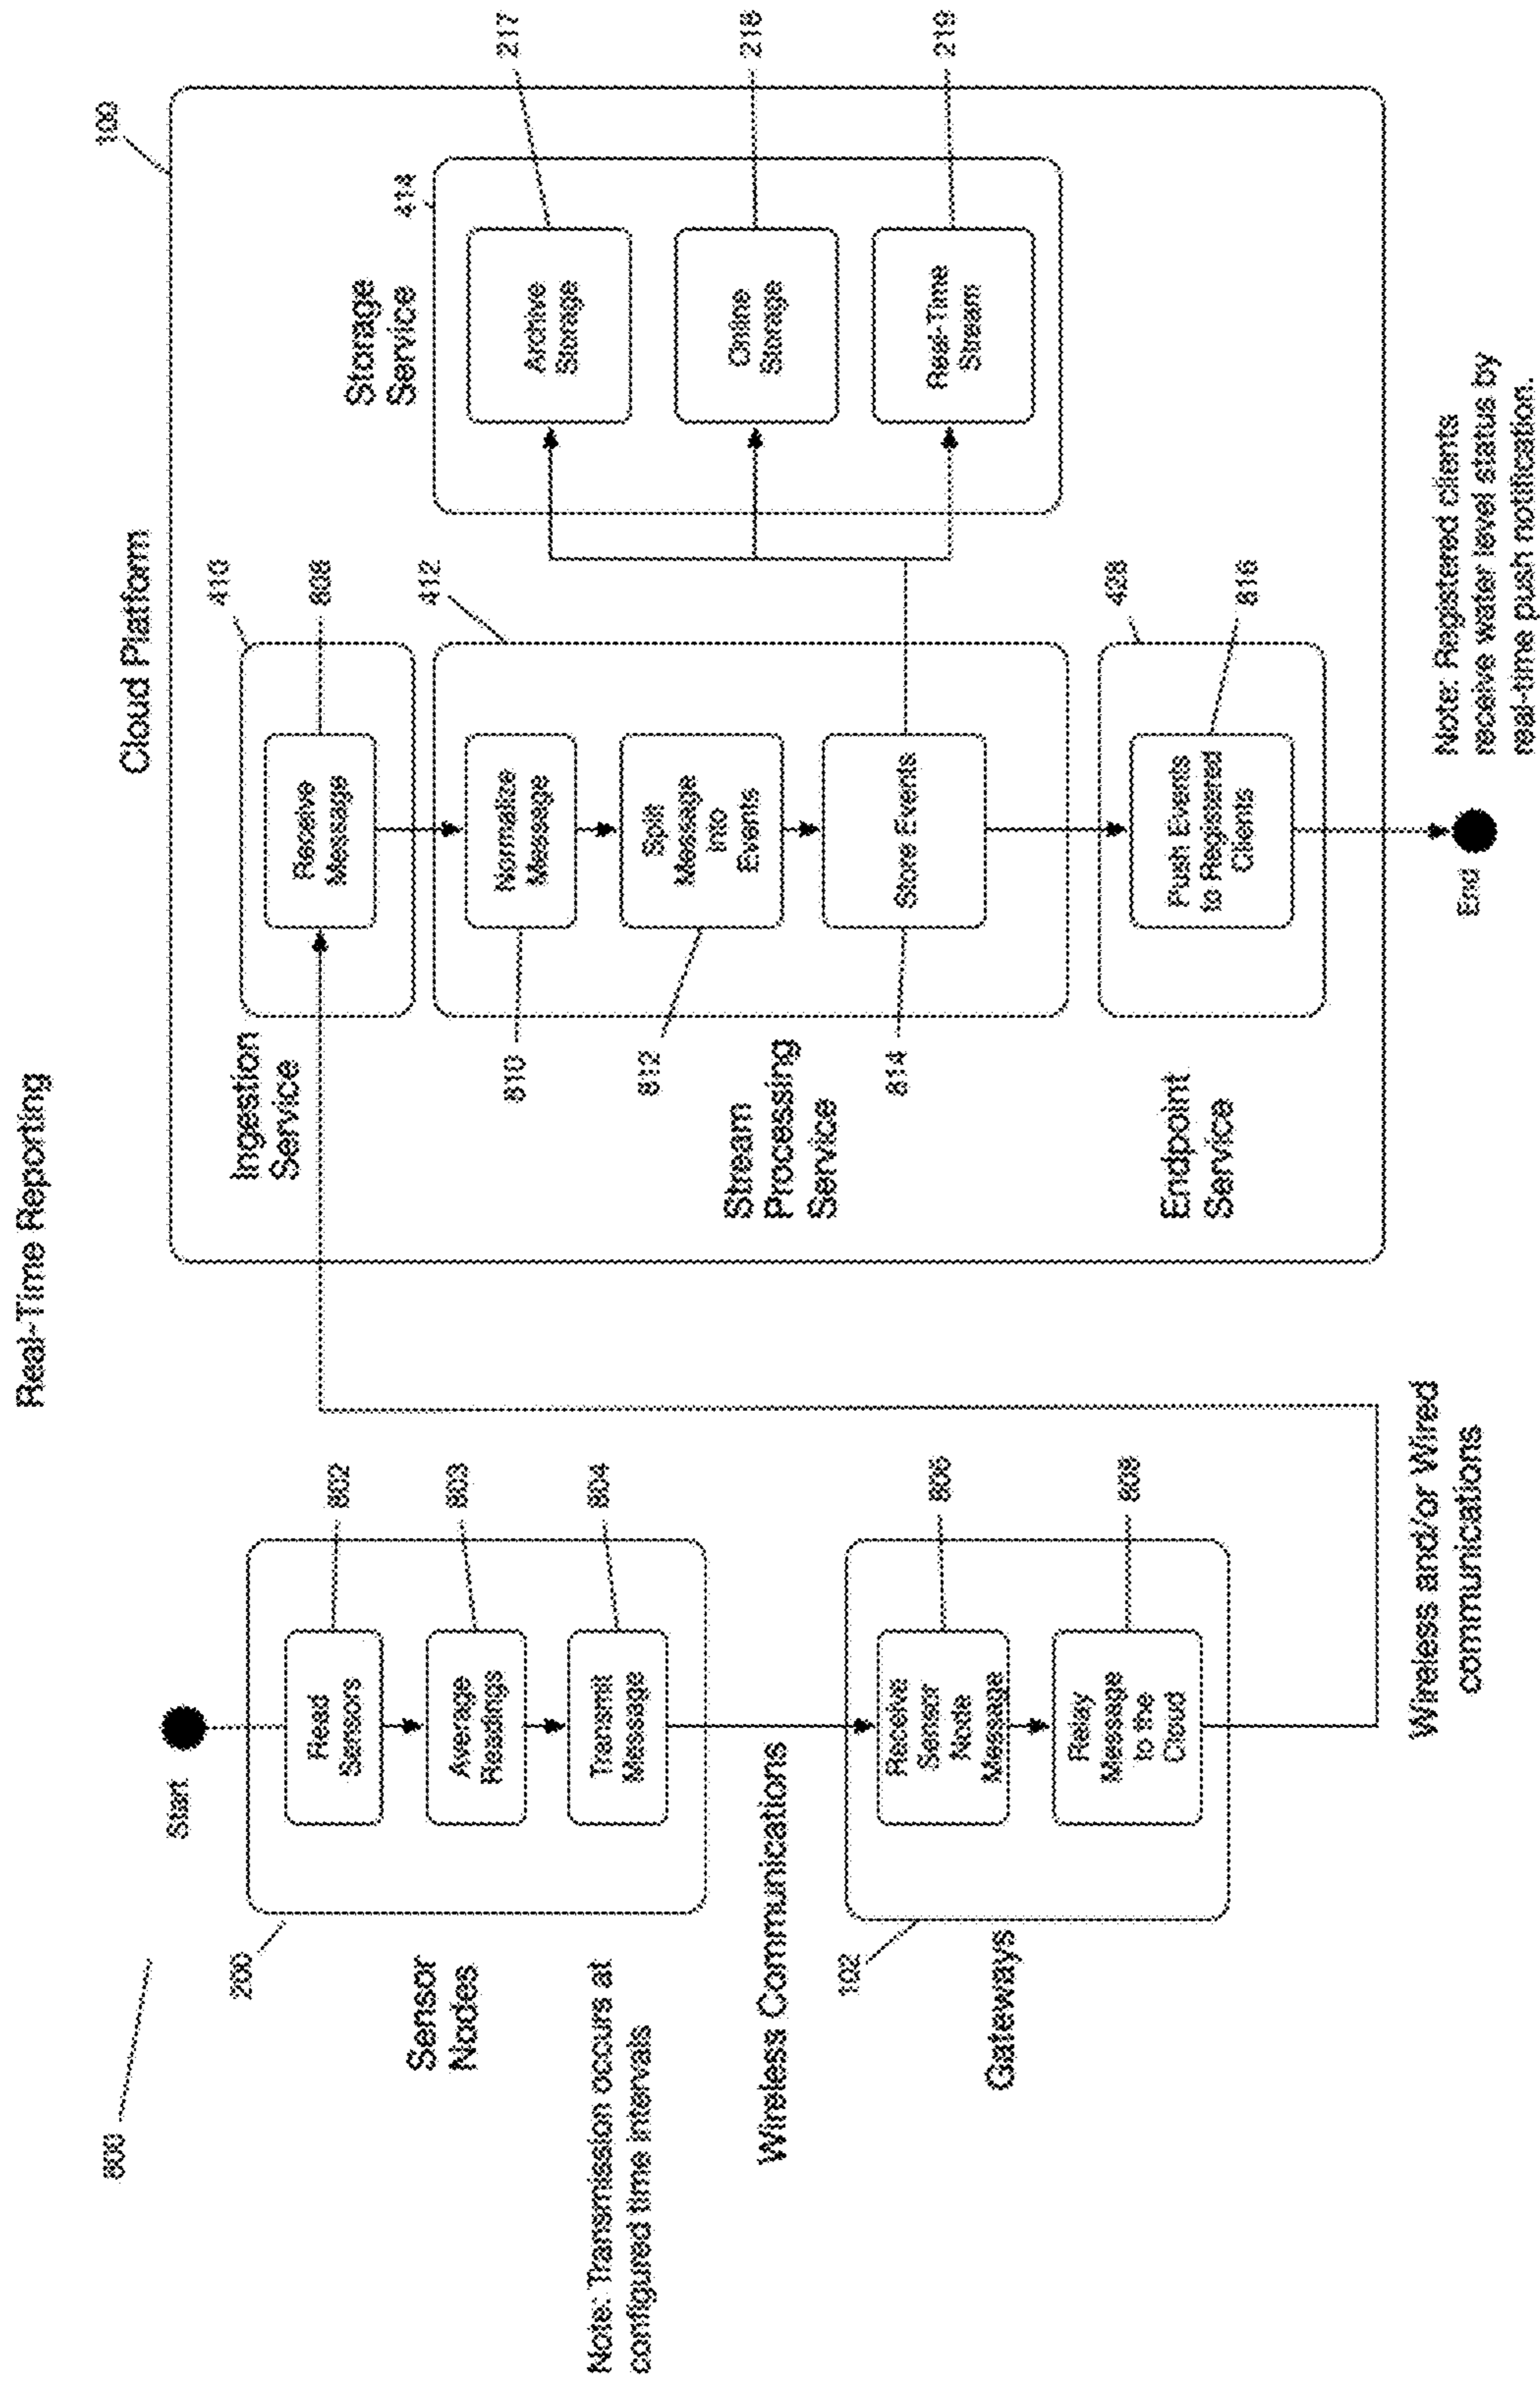 Real-Time Reporting
800
Start
200
Sensor
Nodes
Read
Sensors
802
Average
Readings
803
Transmit
Message
804
Note: Transmission occurs at
configured time intervals
Wireless Communications
102
Gateways
Receive
Sensor
Node
Message
806
Relay
Message
to the
Cloud
808
Wireless and/or Wired
communications
Cloud Platform
100
Ingestion
Service
410
Receive
Message
808
Stream
Processing
Service
412
Normalize
Message
810
Split
Message
into
Events
812
Store Events
814
Storage
Service
414
Archive
Storage
217
Online
Storage
218
Real-Time
Stream
219
Endpoint
Service
Push Events
to Registered
Clients
816
End
Note: Registered clients
receive water level status by
real-time push notification.